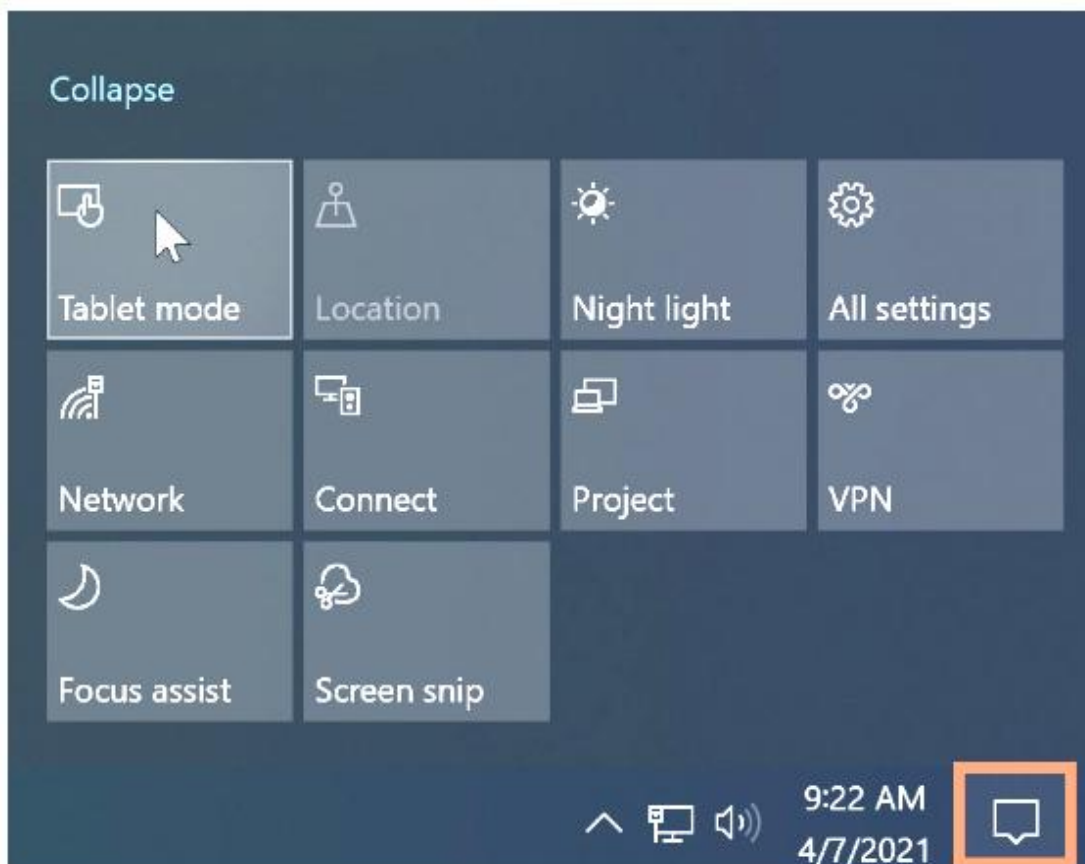 Collapse
Tablet mode
Location
Night light
All settings
Network
Connect
Project
VPN
Focus assist
Screen snip
9:22 AM
4/7/2021